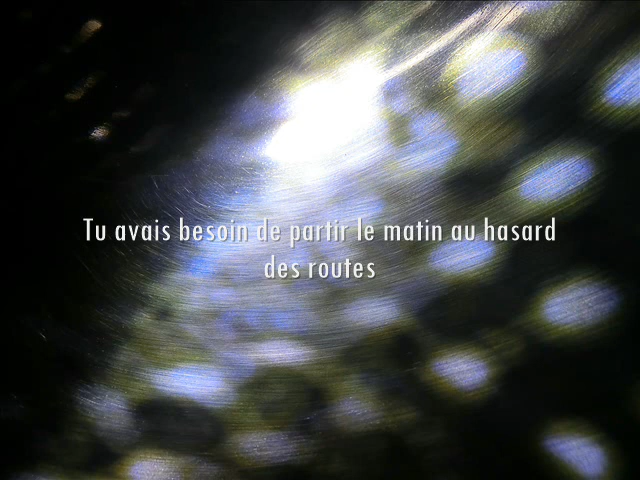 Tu avais besoin de partir le matin au hasard
des routes